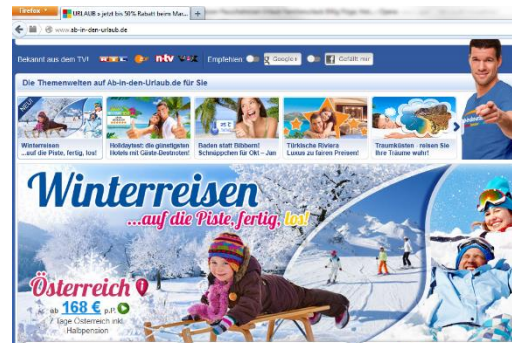 Firefox
URLAUB » jetzt bis 50% Rabatt beim Mar...
www.ab-in-den-urlaub.de
Bekannt aus dem TV! n-tv VOX Empfehlen Google+ Gefällt mir
Die Themenwelten auf Ab-in-den-Urlaub.de für Sie
NEU!
Winterreisen
...auf die Piste, fertig, los!
Holidaytest: die günstigsten
Hotels mit Gäste-Destnoten!
Baden statt Bibbern!
Schnäppchen für Okt – Jan
Türkische Riviera
Luxus zu fairen Preisen!
Traumküsten - reisen Sie
Ihre Träume wahr!
Winterreisen
...auf die Piste, fertig, los!
Österreich
ab 168 € p.P.
7 Tage Österreich inkl.
Halbpension